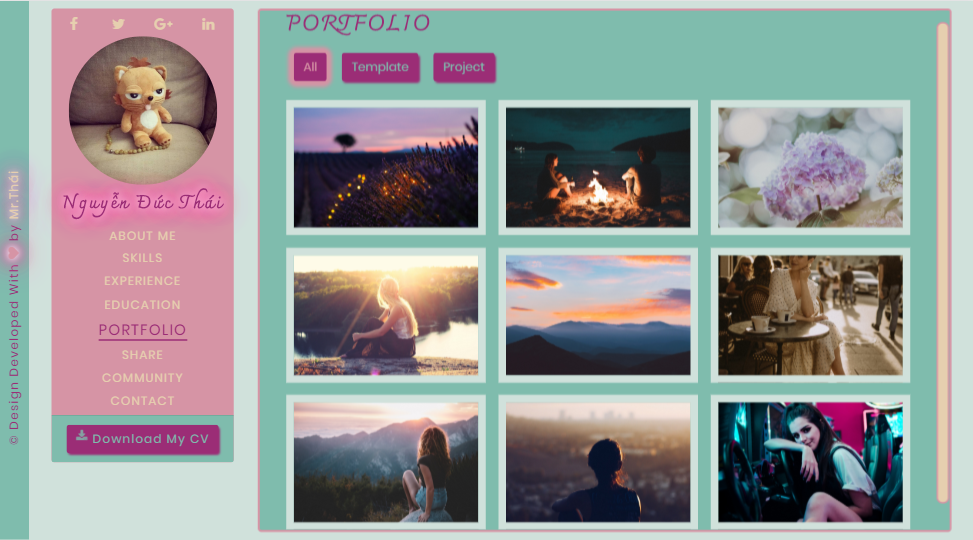 © Design Developed With by Mr.Thái
Nguyễn Đức Thái
ABOUT ME
SKILLS
EXPERIENCE
EDUCATION
PORTFOLIO
SHARE
COMMUNITY
CONTACT
Download My CV
PORTFOLIO
All
Template
Project